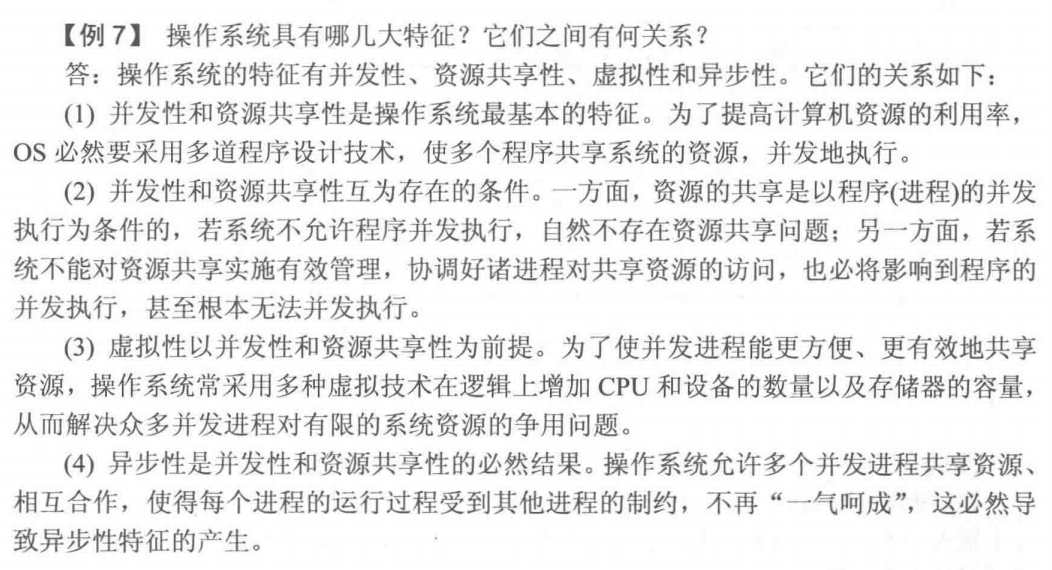 【例7】 操作系统具有哪几大特征？它们之间有何关系？
答：操作系统的特征有并发性、资源共享性、虚拟性和异步性。它们的关系如下：
(1) 并发性和资源共享性是操作系统最基本的特征。为了提高计算机资源的利用率，
OS 必然要采用多道程序设计技术，使多个程序共享系统的资源，并发地执行。
(2) 并发性和资源共享性互为存在的条件。一方面，资源的共享是以程序(进程)的并发
执行为条件的，若系统不允许程序并发执行，自然不存在资源共享问题；另一方面，若系
统不能对资源共享实施有效管理，协调好诸进程对共享资源的访问，也必将影响到程序的
并发执行，甚至根本无法并发执行。
(3) 虚拟性以并发性和资源共享性为前提。为了使并发进程能更方便、更有效地共享
资源，操作系统常采用多种虚拟技术在逻辑上增加 CPU 和设备的数量以及存储器的容量，
从而解决众多并发进程对有限的系统资源的争用问题。
(4) 异步性是并发性和资源共享性的必然结果。操作系统允许多个并发进程共享资源、
相互合作，使得每个进程的运行过程受到其他进程的制约，不再“一气呵成”，这必然导
致异步性特征的产生。